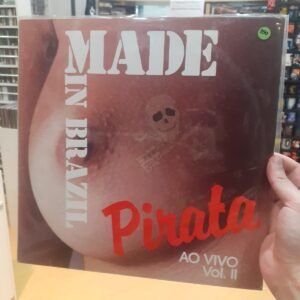 MADE
IN BRAZIL
Pirata
AO VIVO
Vol. II